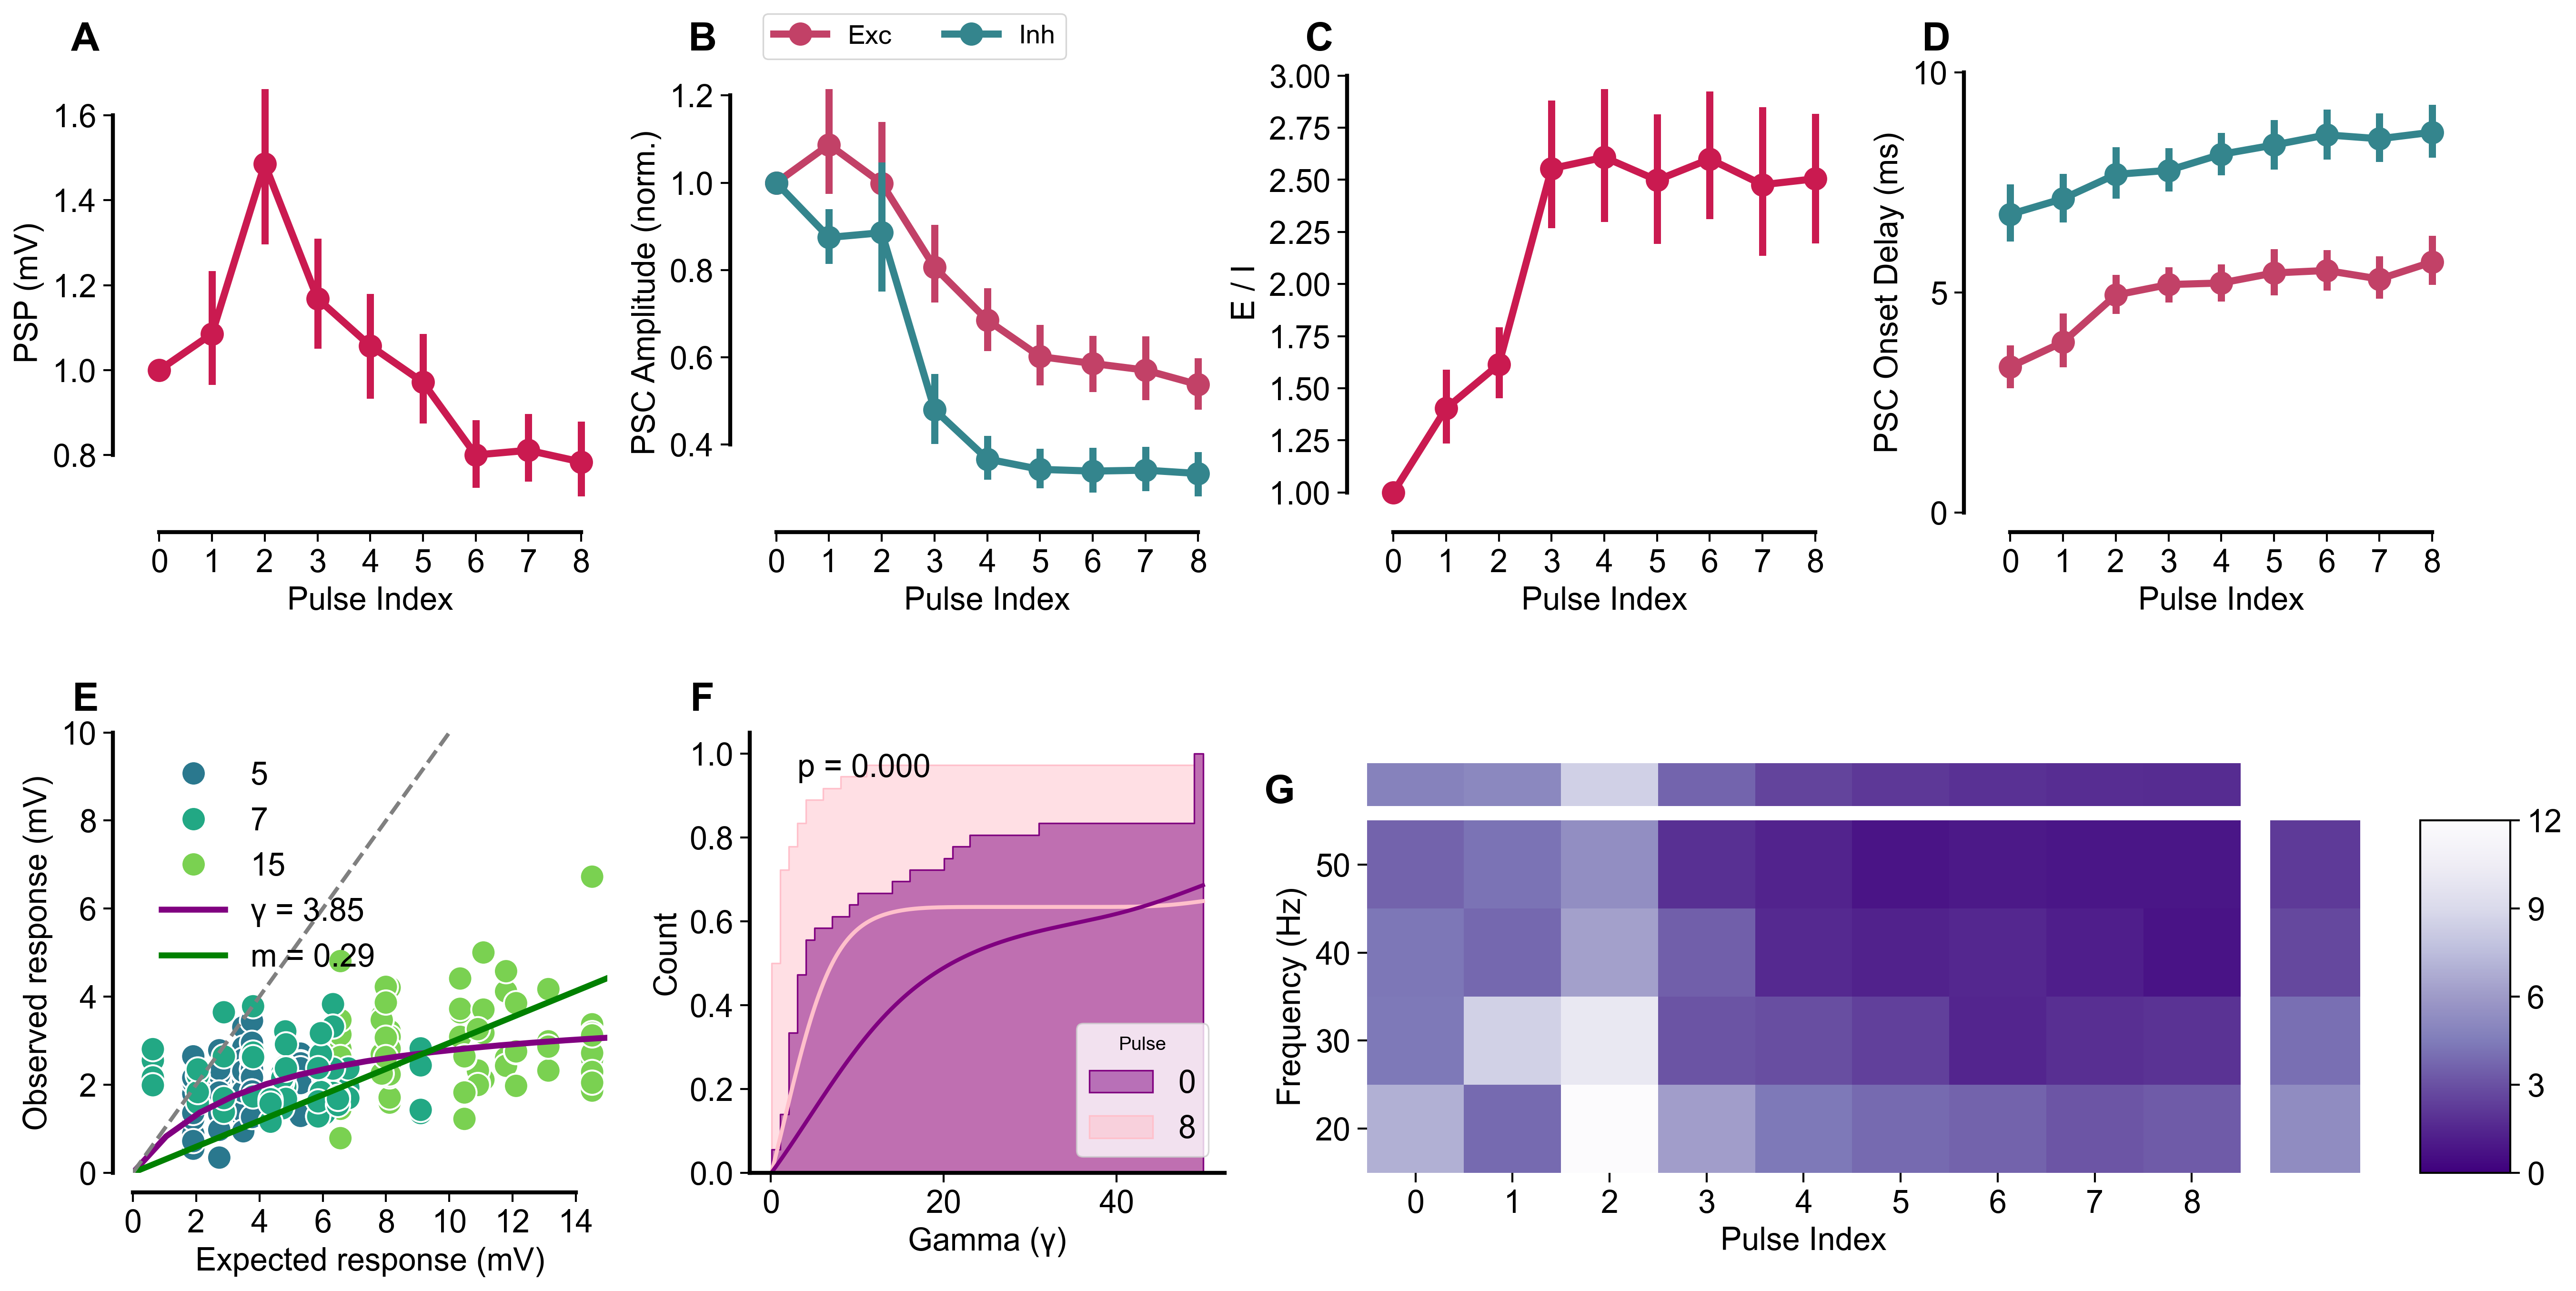 A
1.6
1.4
1.2
1.0
0.8
PSP (mV)
0 1 2 3 4 5 6 7 8
Pulse Index
B
Exc Inh
1.2
1.0
0.8
0.6
0.4
PSC Amplitude (norm.)
0 1 2 3 4 5 6 7 8
Pulse Index
C
3.00
2.75
2.50
2.25
2.00
1.75
1.50
1.25
1.00
E / I
0 1 2 3 4 5 6 7 8
Pulse Index
D
10
5
0
PSC Onset Delay (ms)
0 1 2 3 4 5 6 7 8
Pulse Index
E
10
8
6
4
2
0
Observed response (mV)
5
7
15
γ = 3.85
m = 0.29
0 2 4 6 8 10 12 14
Expected response (mV)
F
1.0
0.8
0.6
0.4
0.2
0.0
Count
p = 0.000
Pulse
0
8
0 20 40
Gamma (γ)
G
50
40
30
20
Frequency (Hz)
0 1 2 3 4 5 6 7 8
Pulse Index
12
9
6
3
0